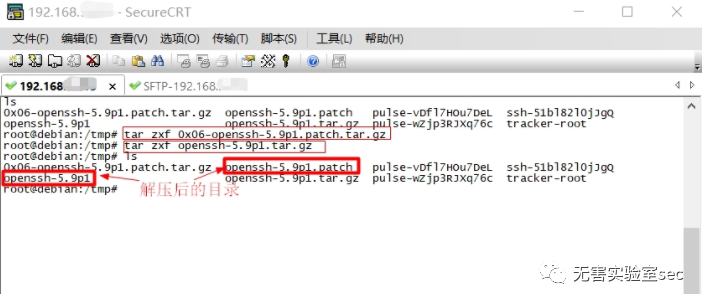 192.168. - SecureCRT
文件(F) 编辑(E) 查看(V) 选项(O) 传输(T) 脚本(S) 工具(L) 帮助(H)
192.168. × SFTP-192.168.
ls
0x06-openssh-5.9p1.patch.tar.gz openssh-5.9p1.patch pulse-vDfl7HOu7DeL ssh-51bl82l0jJgQ
openssh-5.9p1 openssh-5.9p1.tar.gz pulse-wZjp3RJXq76c tracker-root
root@debian:/tmp# tar zxf 0x06-openssh-5.9p1.patch.tar.gz
root@debian:/tmp# tar zxf openssh-5.9p1.tar.gz
root@debian:/tmp# ls
0x06-openssh-5.9p1.patch.tar.gz openssh-5.9p1.patch pulse-vDfl7HOu7DeL ssh-51bl82l0jJgQ
openssh-5.9p1 openssh-5.9p1.tar.gz pulse-wZjp3RJXq76c tracker-root
root@debian:/tmp#
解压后的目录
无害实验室sec